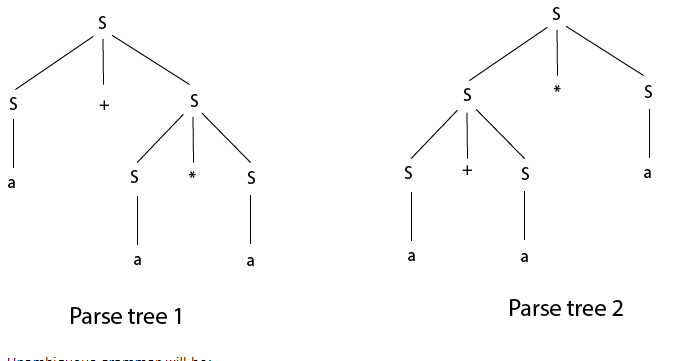 S
S + S
a S * S
a a
Parse tree 1
S
S * S
S + S a
a a
Parse tree 2